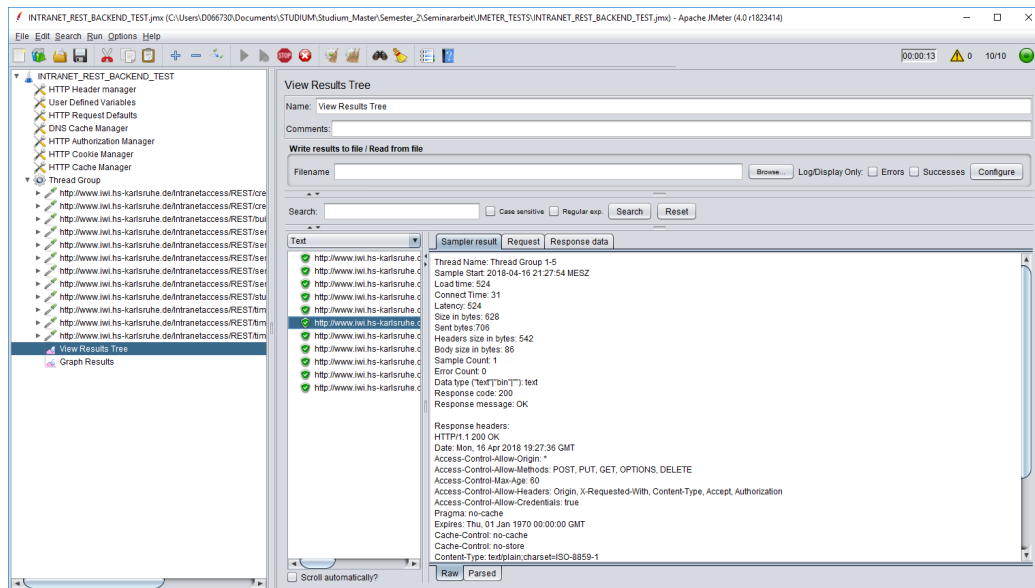 INTRANET_REST_BACKEND_TEST.jmx (C:\Users\D066730\Documents\STUDIUM\Studium_Master\Semester_2\Seminararbeit\JMETER_TESTS\INTRANET_REST_BACKEND_TEST.jmx) - Apache JMeter (4.0 r1823414)
File Edit Search Run Options Help
STOP
00:00:13 0 10/10
INTRANET_REST_BACKEND_TEST
HTTP Header manager
User Defined Variables
HTTP Request Defaults
DNS Cache Manager
HTTP Authorization Manager
HTTP Cookie Manager
HTTP Cache Manager
Thread Group
http://www.iwi.hs-karlsruhe.de/Intranetaccess/REST/cre
http://www.iwi.hs-karlsruhe.de/Intranetaccess/REST/cre
http://www.iwi.hs-karlsruhe.de/Intranetaccess/REST/bui
http://www.iwi.hs-karlsruhe.de/Intranetaccess/REST/ser
http://www.iwi.hs-karlsruhe.de/Intranetaccess/REST/ser
http://www.iwi.hs-karlsruhe.de/Intranetaccess/REST/ser
http://www.iwi.hs-karlsruhe.de/Intranetaccess/REST/ser
http://www.iwi.hs-karlsruhe.de/Intranetaccess/REST/ser
http://www.iwi.hs-karlsruhe.de/Intranetaccess/REST/stu
http://www.iwi.hs-karlsruhe.de/Intranetaccess/REST/tim
http://www.iwi.hs-karlsruhe.de/Intranetaccess/REST/tim
http://www.iwi.hs-karlsruhe.de/Intranetaccess/REST/tim
View Results Tree
Graph Results
View Results Tree
Name: View Results Tree
Comments:
Write results to file / Read from file
Filename Browse... Log/Display Only: Errors Successes Configure
Search: Case sensitive Regular exp. Search Reset
Text
http://www.iwi.hs-karlsruhe.d
http://www.iwi.hs-karlsruhe.d
http://www.iwi.hs-karlsruhe.d
http://www.iwi.hs-karlsruhe.d
http://www.iwi.hs-karlsruhe.d
http://www.iwi.hs-karlsruhe.d
http://www.iwi.hs-karlsruhe.d
http://www.iwi.hs-karlsruhe.d
http://www.iwi.hs-karlsruhe.d
http://www.iwi.hs-karlsruhe.d
http://www.iwi.hs-karlsruhe.d
Scroll automatically?
Sampler result Request Response data
Thread Name: Thread Group 1-5
Sample Start: 2018-04-16 21:27:54 MESZ
Load time: 524
Connect Time: 31
Latency: 524
Size in bytes: 628
Sent bytes:706
Headers size in bytes: 542
Body size in bytes: 86
Sample Count: 1
Error Count: 0
Data type ("text"|"bin"|""): text
Response code: 200
Response message: OK
Response headers:
HTTP/1.1 200 OK
Date: Mon, 16 Apr 2018 19:27:36 GMT
Access-Control-Allow-Origin: *
Access-Control-Allow-Methods: POST, PUT, GET, OPTIONS, DELETE
Access-Control-Max-Age: 60
Access-Control-Allow-Headers: Origin, X-Requested-With, Content-Type, Accept, Authorization
Access-Control-Allow-Credentials: true
Pragma: no-cache
Expires: Thu, 01 Jan 1970 00:00:00 GMT
Cache-Control: no-cache
Cache-Control: no-store
Content-Type: text/plain;charset=ISO-8859-1
Raw Parsed